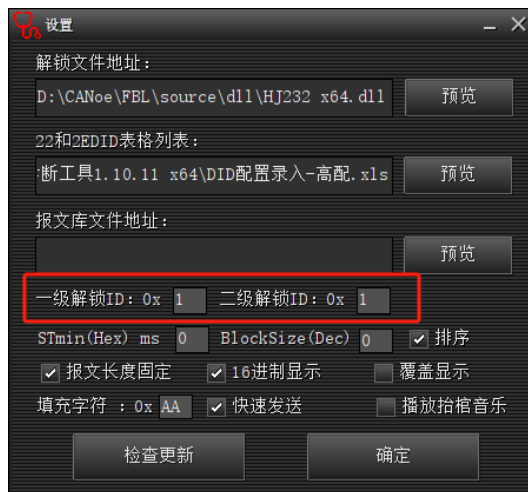 设置
解锁文件地址：
D:\CANoe\FBL\source\dll\HJ232 x64.dll 预览
22和2EDID表格列表：
断工具1.10.11 x64\DID配置录入-高配.xls 预览
报文库文件地址：
预览
一级解锁ID：0x 1 二级解锁ID：0x 1
STmin(Hex) ms 0 BlockSize(Dec) 0 排序
报文长度固定 16进制显示 覆盖显示
填充字符 ：0x AA 快速发送 播放抬棺音乐
检查更新 确定